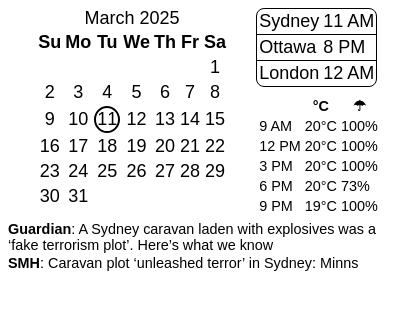 March 2025
Su Mo Tu We Th Fr Sa
1
2 3 4 5 6 7 8
9 10 11 12 13 14 15
16 17 18 19 20 21 22
23 24 25 26 27 28 29
30 31
Sydney 11 AM
Ottawa 8 PM
London 12 AM
°C ☂
9 AM 20°C 100%
12 PM 20°C 100%
3 PM 20°C 100%
6 PM 20°C 73%
9 PM 19°C 100%
Guardian: A Sydney caravan laden with explosives was a
‘fake terrorism plot’. Here’s what we know
SMH: Caravan plot ‘unleashed terror’ in Sydney: Minns